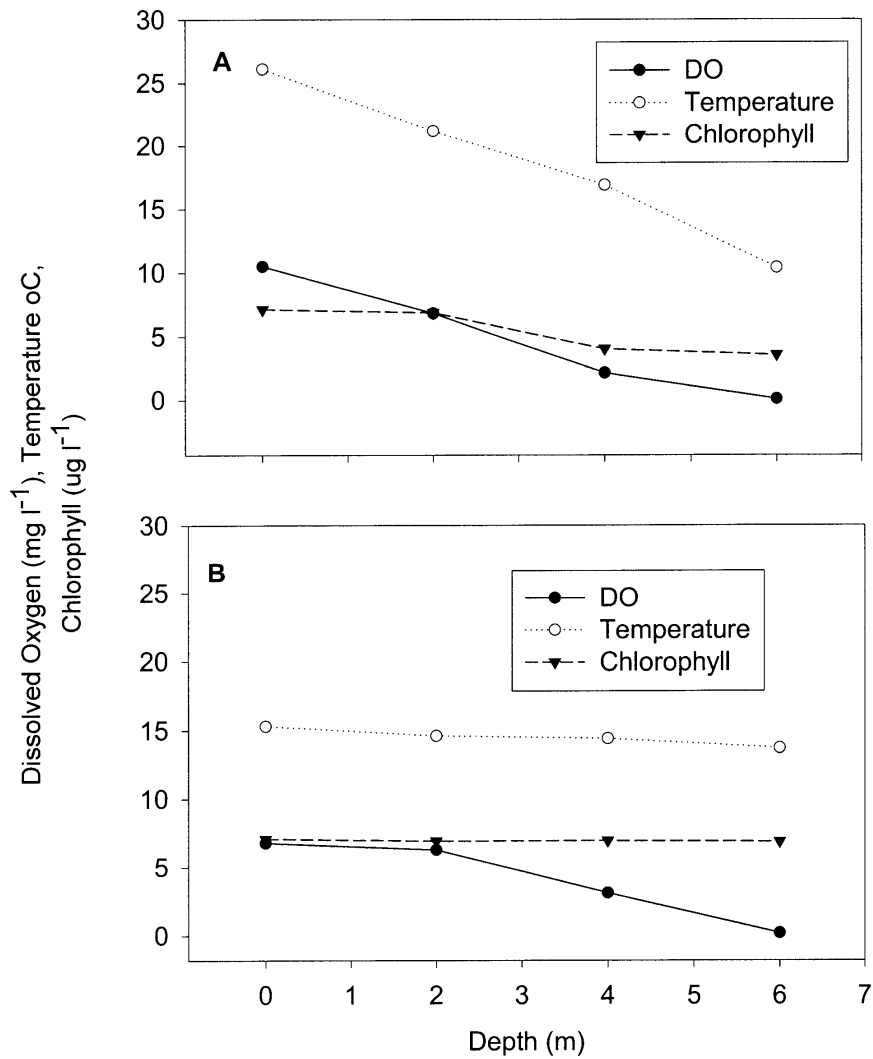 Dissolved Oxygen (mg l-1), Temperature oC,
Chlorophyll (ug l-1)
30
25
20
15
10
5
0
A
DO
Temperature
Chlorophyll
30
25
20
15
10
5
0
B
DO
Temperature
Chlorophyll
0 1 2 3 4 5 6 7
Depth (m)